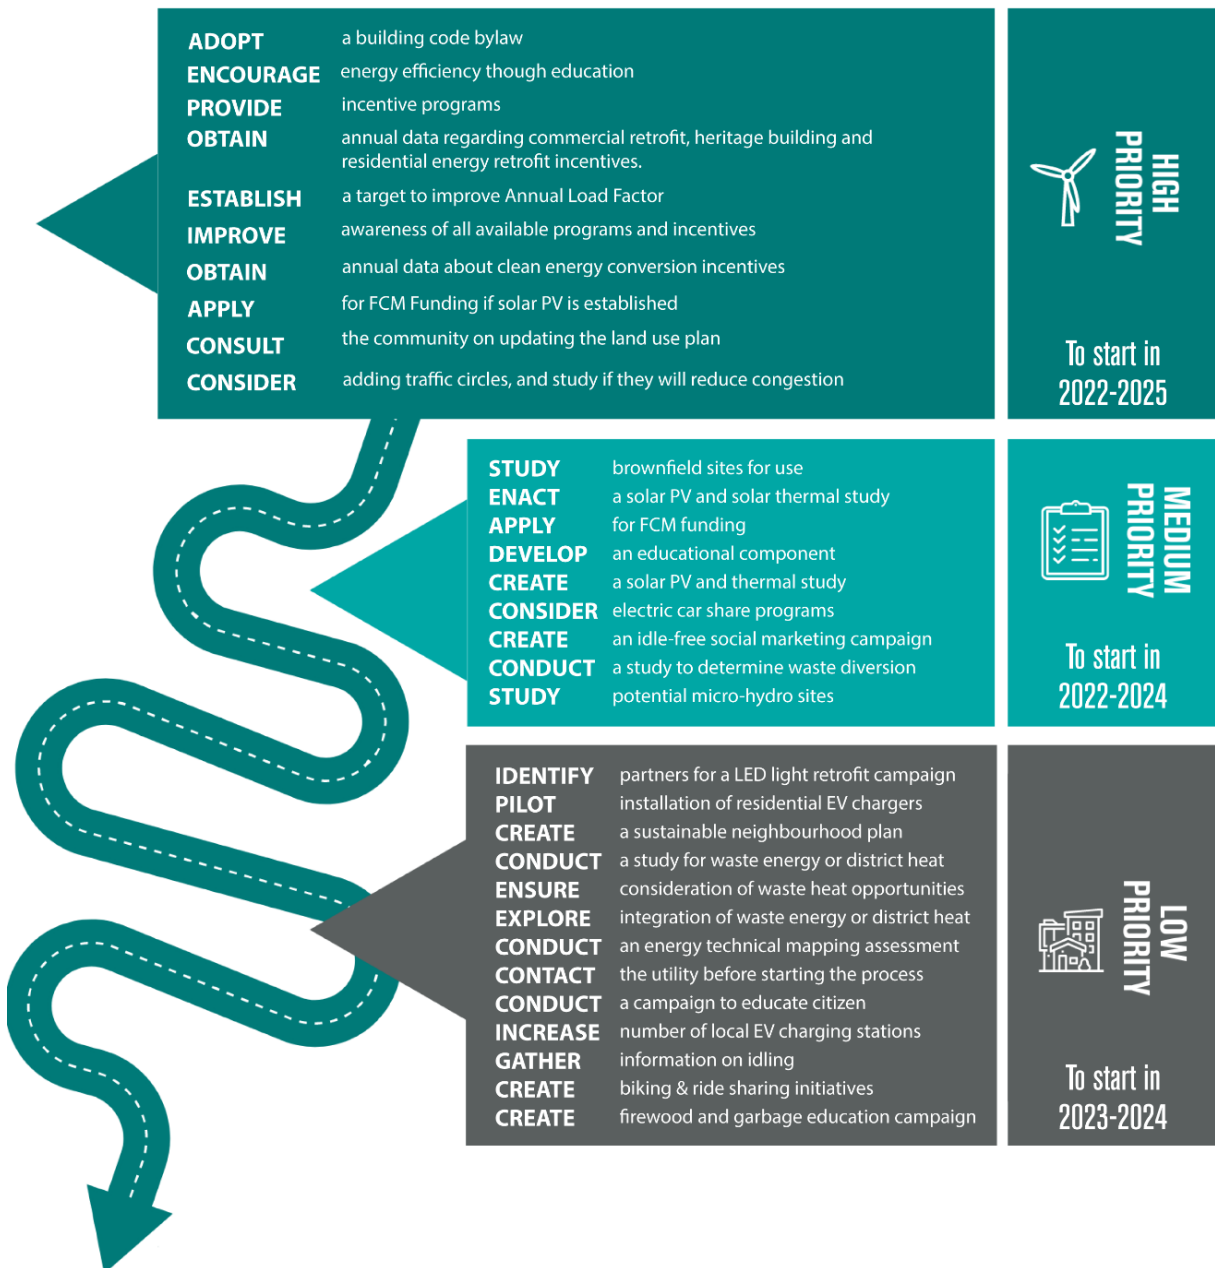 ADOPT a building code bylaw
ENCOURAGE energy efficiency though education
PROVIDE incentive programs
OBTAIN annual data regarding commercial retrofit, heritage building and
residential energy retrofit incentives.
ESTABLISH a target to improve Annual Load Factor
IMPROVE awareness of all available programs and incentives
OBTAIN annual data about clean energy conversion incentives
APPLY for FCM Funding if solar PV is established
CONSULT the community on updating the land use plan
CONSIDER adding traffic circles, and study if they will reduce congestion
HIGH
PRIORITY
To start in
2022-2025
STUDY brownfield sites for use
ENACT a solar PV and solar thermal study
APPLY for FCM funding
DEVELOP an educational component
CREATE a solar PV and thermal study
CONSIDER electric car share programs
CREATE an idle-free social marketing campaign
CONDUCT a study to determine waste diversion
STUDY potential micro-hydro sites
MEDIUM
PRIORITY
To start in
2022-2024
IDENTIFY partners for a LED light retrofit campaign
PILOT installation of residential EV chargers
CREATE a sustainable neighbourhood plan
CONDUCT a study for waste energy or district heat
ENSURE consideration of waste heat opportunities
EXPLORE integration of waste energy or district heat
CONDUCT an energy technical mapping assessment
CONTACT the utility before starting the process
CONDUCT a campaign to educate citizen
INCREASE number of local EV charging stations
GATHER information on idling
CREATE biking & ride sharing initiatives
CREATE firewood and garbage education campaign
LOW
PRIORITY
To start in
2023-2024